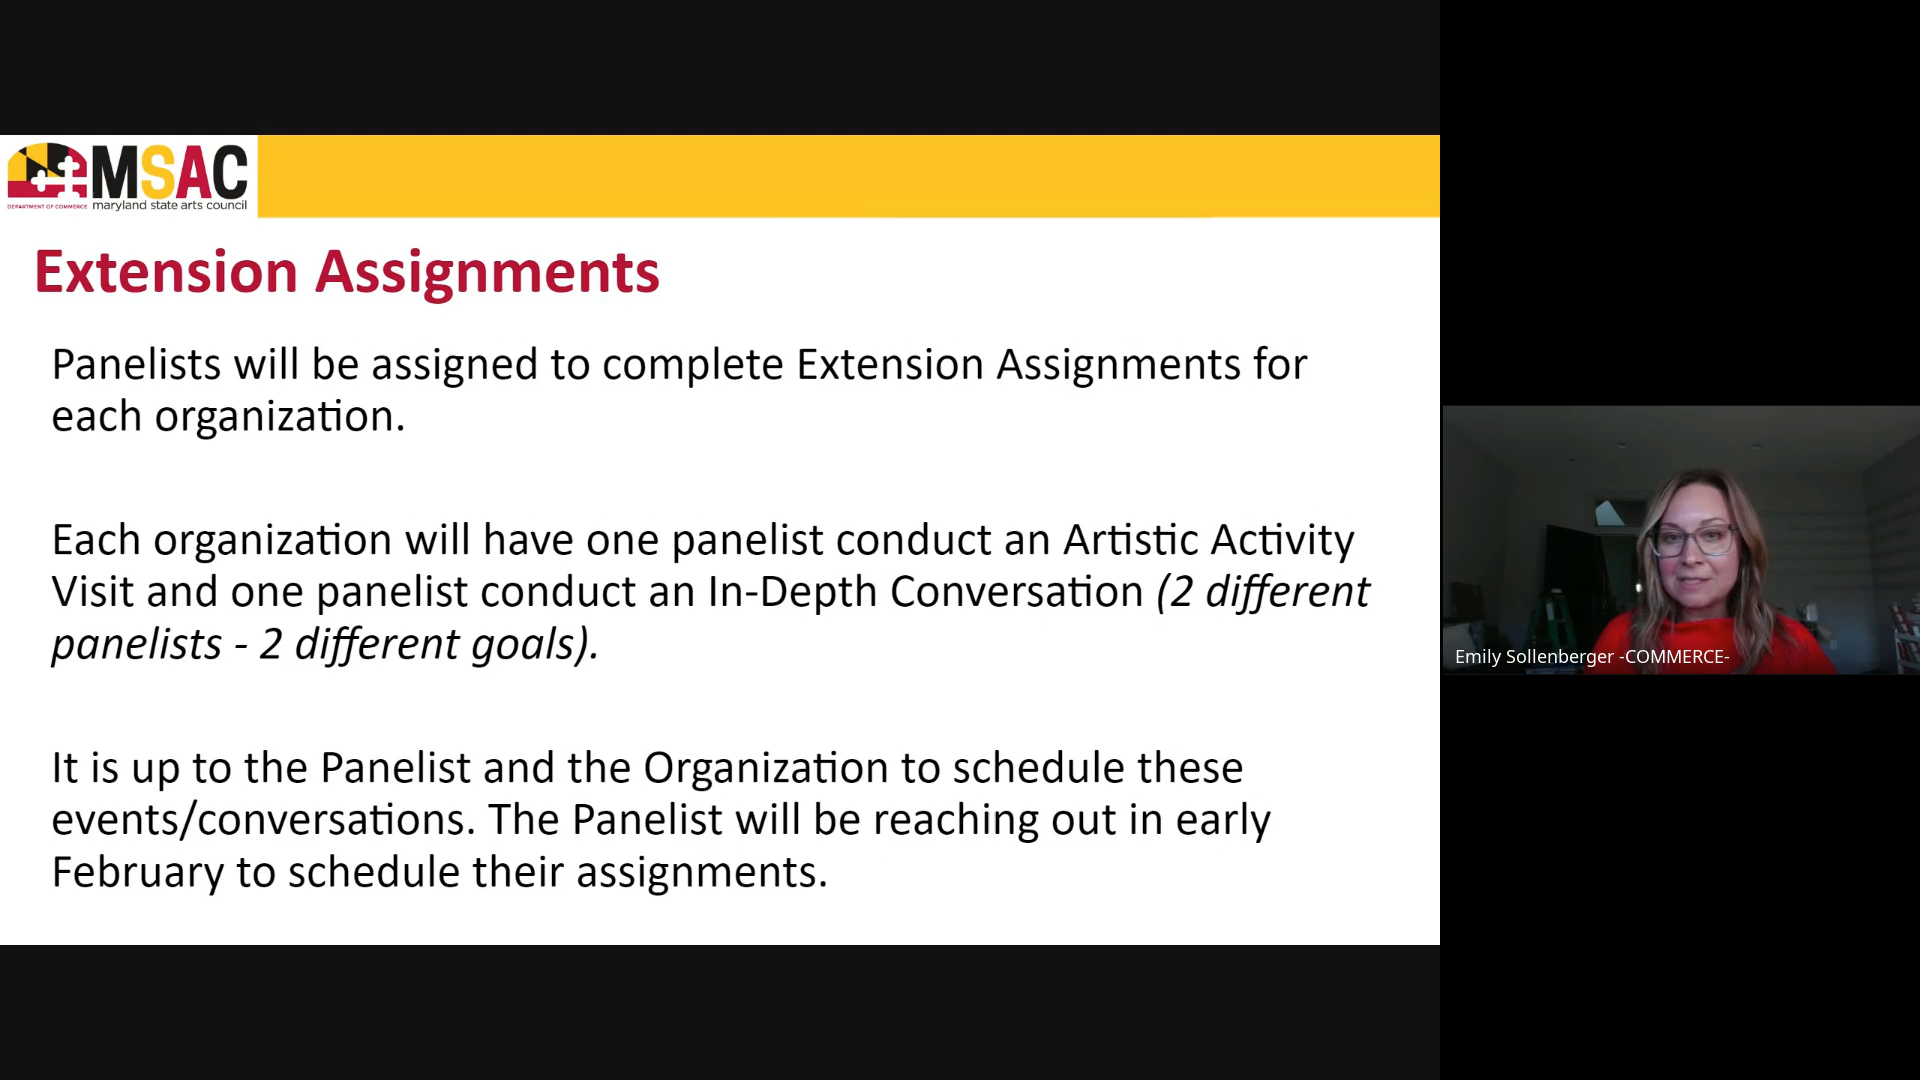 MSAC
DEPARTMENT OF COMMERCE maryland state arts council
Extension Assignments
Panelists will be assigned to complete Extension Assignments for
each organization.
Each organization will have one panelist conduct an Artistic Activity
Visit and one panelist conduct an In-Depth Conversation (2 different
panelists - 2 different goals).
It is up to the Panelist and the Organization to schedule these
events/conversations. The Panelist will be reaching out in early
February to schedule their assignments.
Emily Sollenberger -COMMERCE-